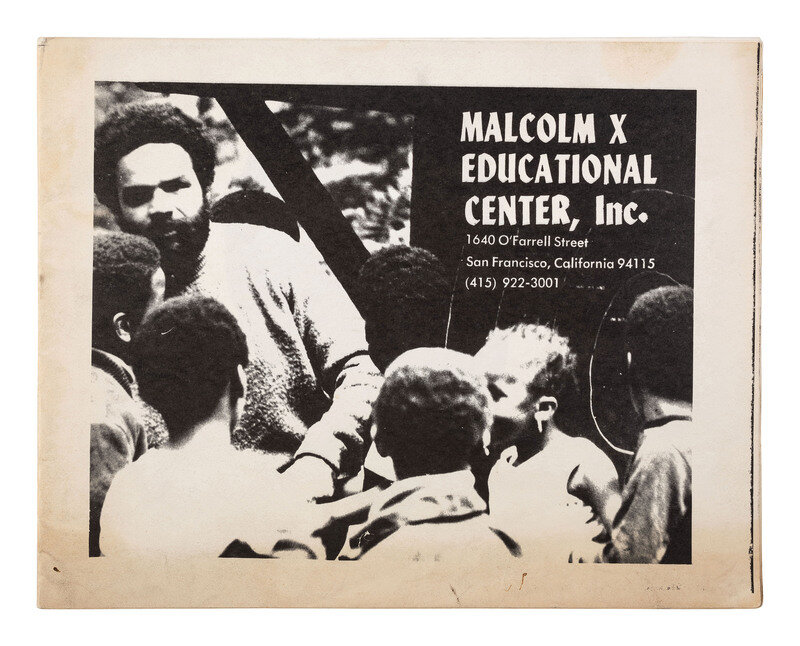 MALCOLM X
EDUCATIONAL
CENTER, Inc.
1640 O'Farrell Street
San Francisco, California 94115
(415) 922-3001